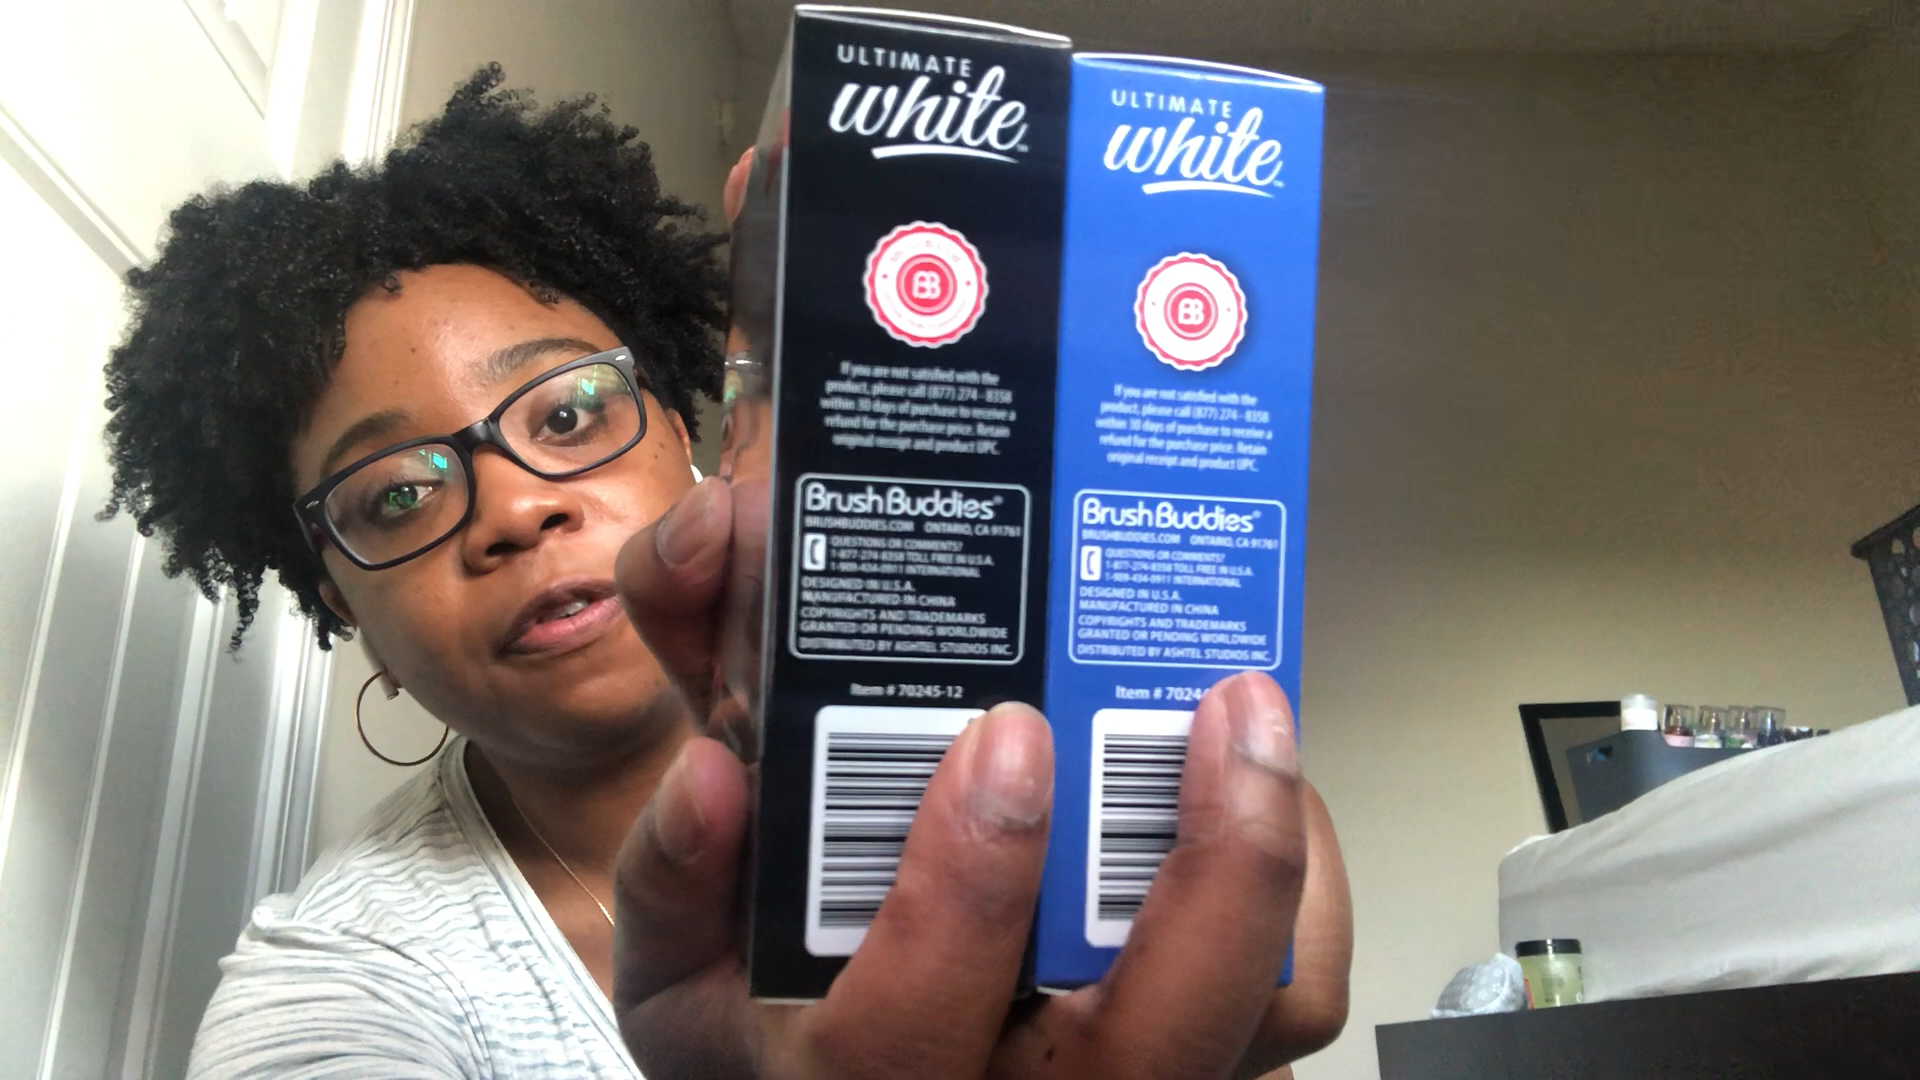 ULTIMATE
white™
BB
If you are not satisfied with the
product, please call (877) 274 - 8358
within 30 days of purchase to receive a
refund for the purchase price. Retain
original receipt and product UPC.
BrushBuddies®
BRUSHBUDDIES.COM ONTARIO, CA 91761
QUESTIONS OR COMMENTS?
1-877-274-8358 TOLL FREE IN U.S.A.
1-909-434-0911 INTERNATIONAL
DESIGNED IN U.S.A.
MANUFACTURED IN CHINA
COPYRIGHTS AND TRADEMARKS
GRANTED OR PENDING WORLDWIDE
DISTRIBUTED BY ASHTEL STUDIOS INC.
Item # 70245-12
ULTIMATE
white™
BB
If you are not satisfied with the
product, please call (877) 274 - 8358
within 30 days of purchase to receive a
refund for the purchase price. Retain
original receipt and product UPC.
BrushBuddies®
BRUSHBUDDIES.COM ONTARIO, CA 91761
QUESTIONS OR COMMENTS?
1-877-274-8358 TOLL FREE IN U.S.A.
1-909-434-0911 INTERNATIONAL
DESIGNED IN U.S.A.
MANUFACTURED IN CHINA
COPYRIGHTS AND TRADEMARKS
GRANTED OR PENDING WORLDWIDE
DISTRIBUTED BY ASHTEL STUDIOS INC.
Item # 7024